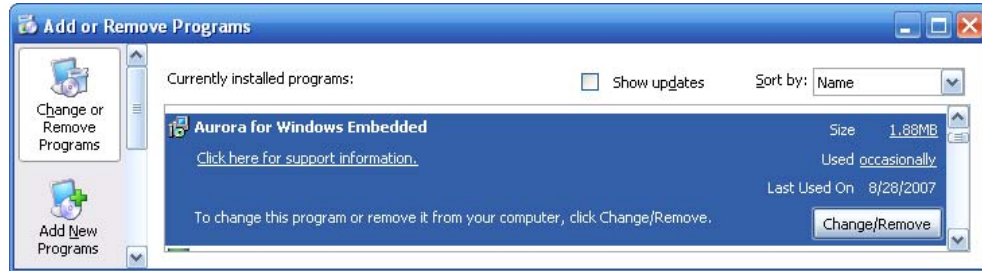 Add or Remove Programs
Change or
Remove
Programs
Add New
Programs
Currently installed programs:
Show updates
Sort by: Name
Aurora for Windows Embedded
Size 1.88MB
Click here for support information.
Used occasionally
Last Used On 8/28/2007
To change this program or remove it from your computer, click Change/Remove.
Change/Remove